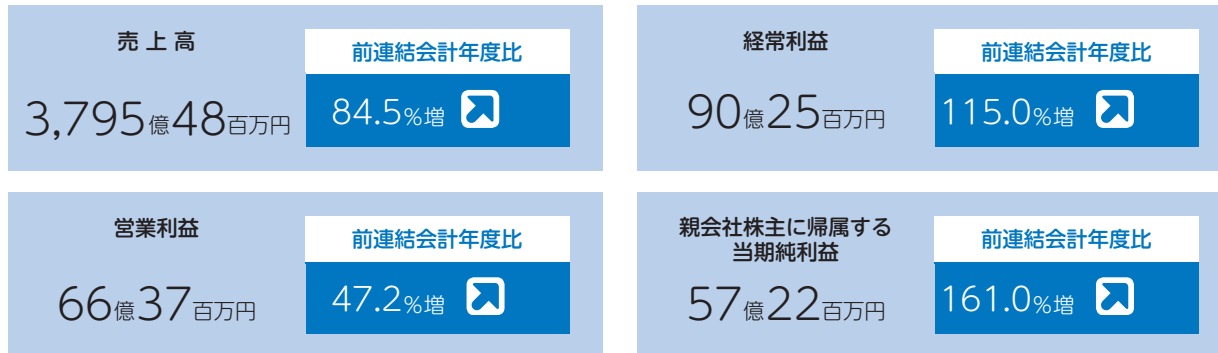 売上高
前連結会計年度比
3,795億48百万円
84.5%増
経常利益
前連結会計年度比
90億25百万円
115.0%増
営業利益
前連結会計年度比
66億37百万円
47.2%増
親会社株主に帰属する
当期純利益
前連結会計年度比
57億22百万円
161.0%増